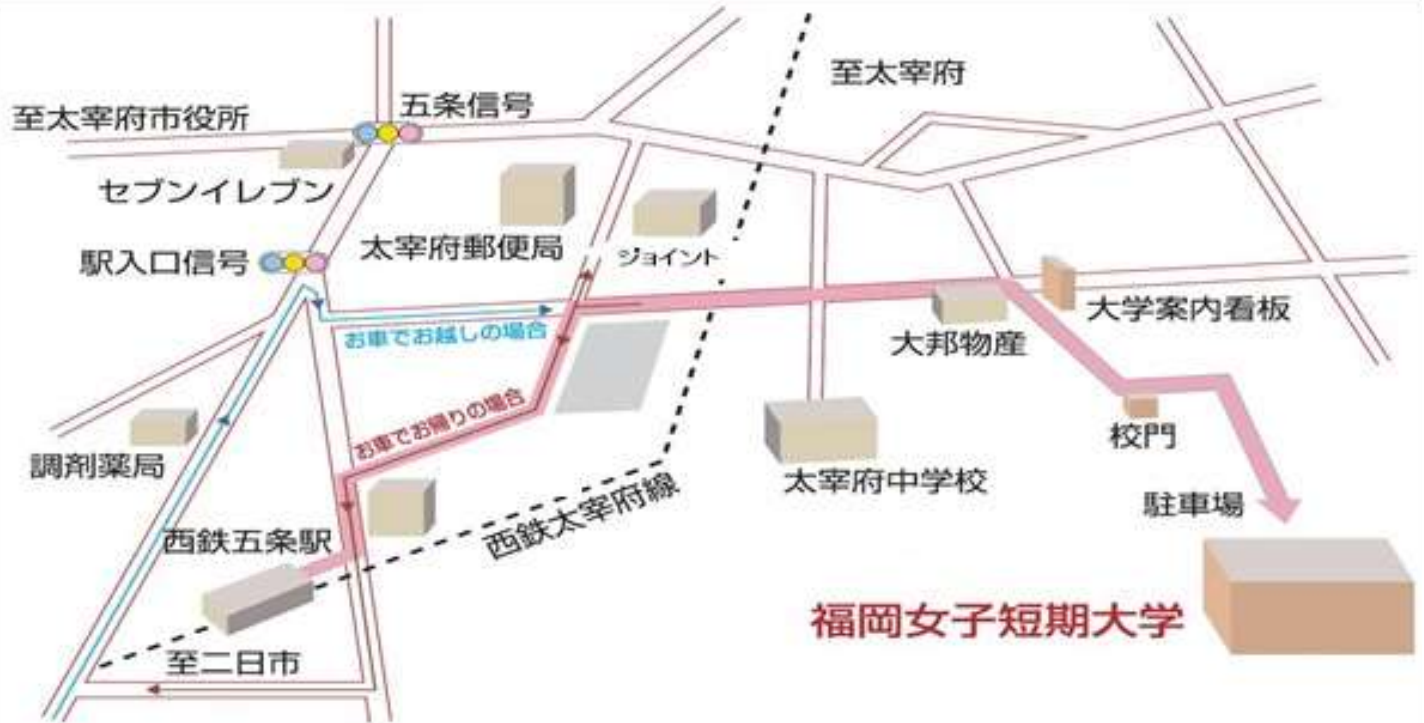 至太宰府
五条信号
至太宰府市役所
セブンイレブン
太宰府郵便局
ジョイント
駅入口信号
大学案内看板
お車でお越しの場合
大邦物産
お車でお帰りの場合
校門
調剤薬局
太宰府中学校
西鉄太宰府線
駐車場
西鉄五条駅
福岡女子短期大学
至二日市